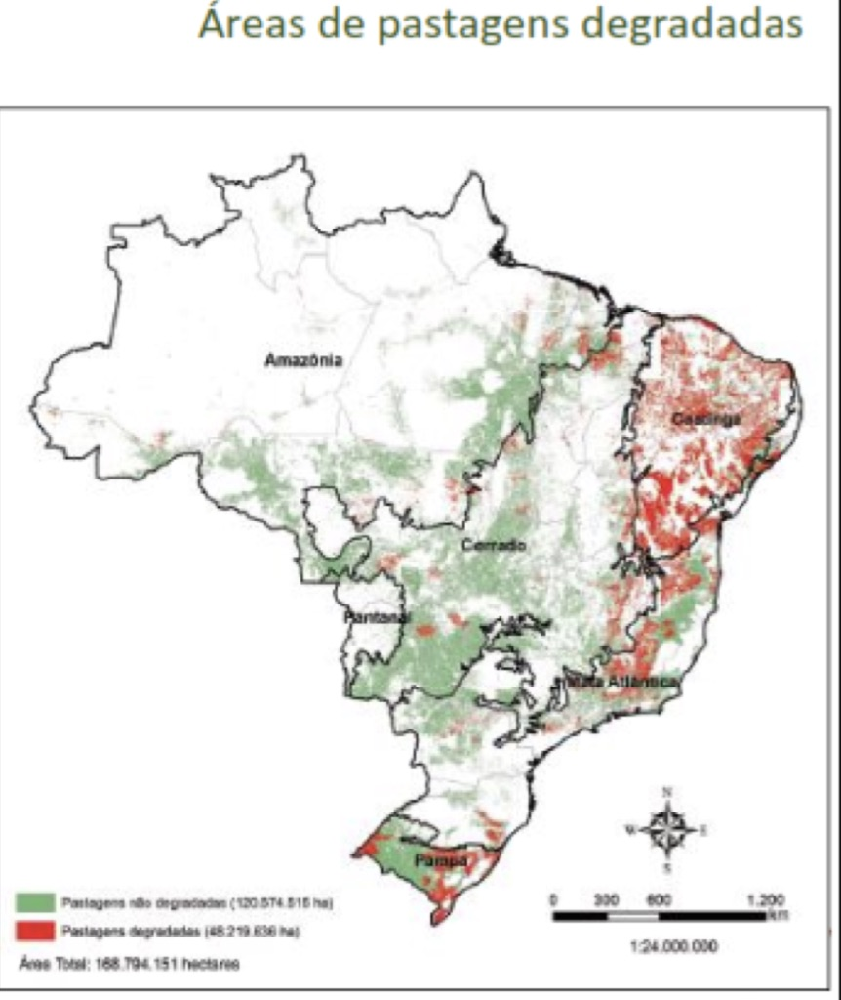 Áreas de pastagens degradadas
Amazônia
Caatinga
Cerrado
Pantanal
Mata Atlântica
N
W E
S
Pampa
Pastagens não degradadas (120.574.515 ha)
0 300 600 1.200
km
Pastagens degradadas (48.219.636 ha)
1:24.000.000
Área Total: 168.794.151 hectares